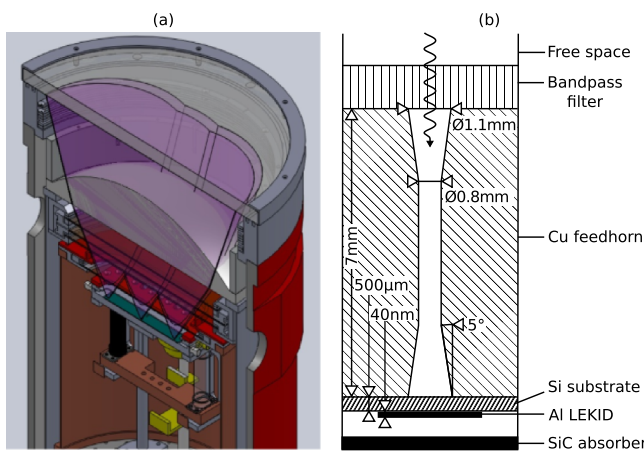 (a)
(b)
Free space
Bandpass
filter
Ø1.1mm
Ø0.8mm
Cu feedhorn
7mm
500μm
40nm
5°
Si substrate
Al LEKID
SiC absorber